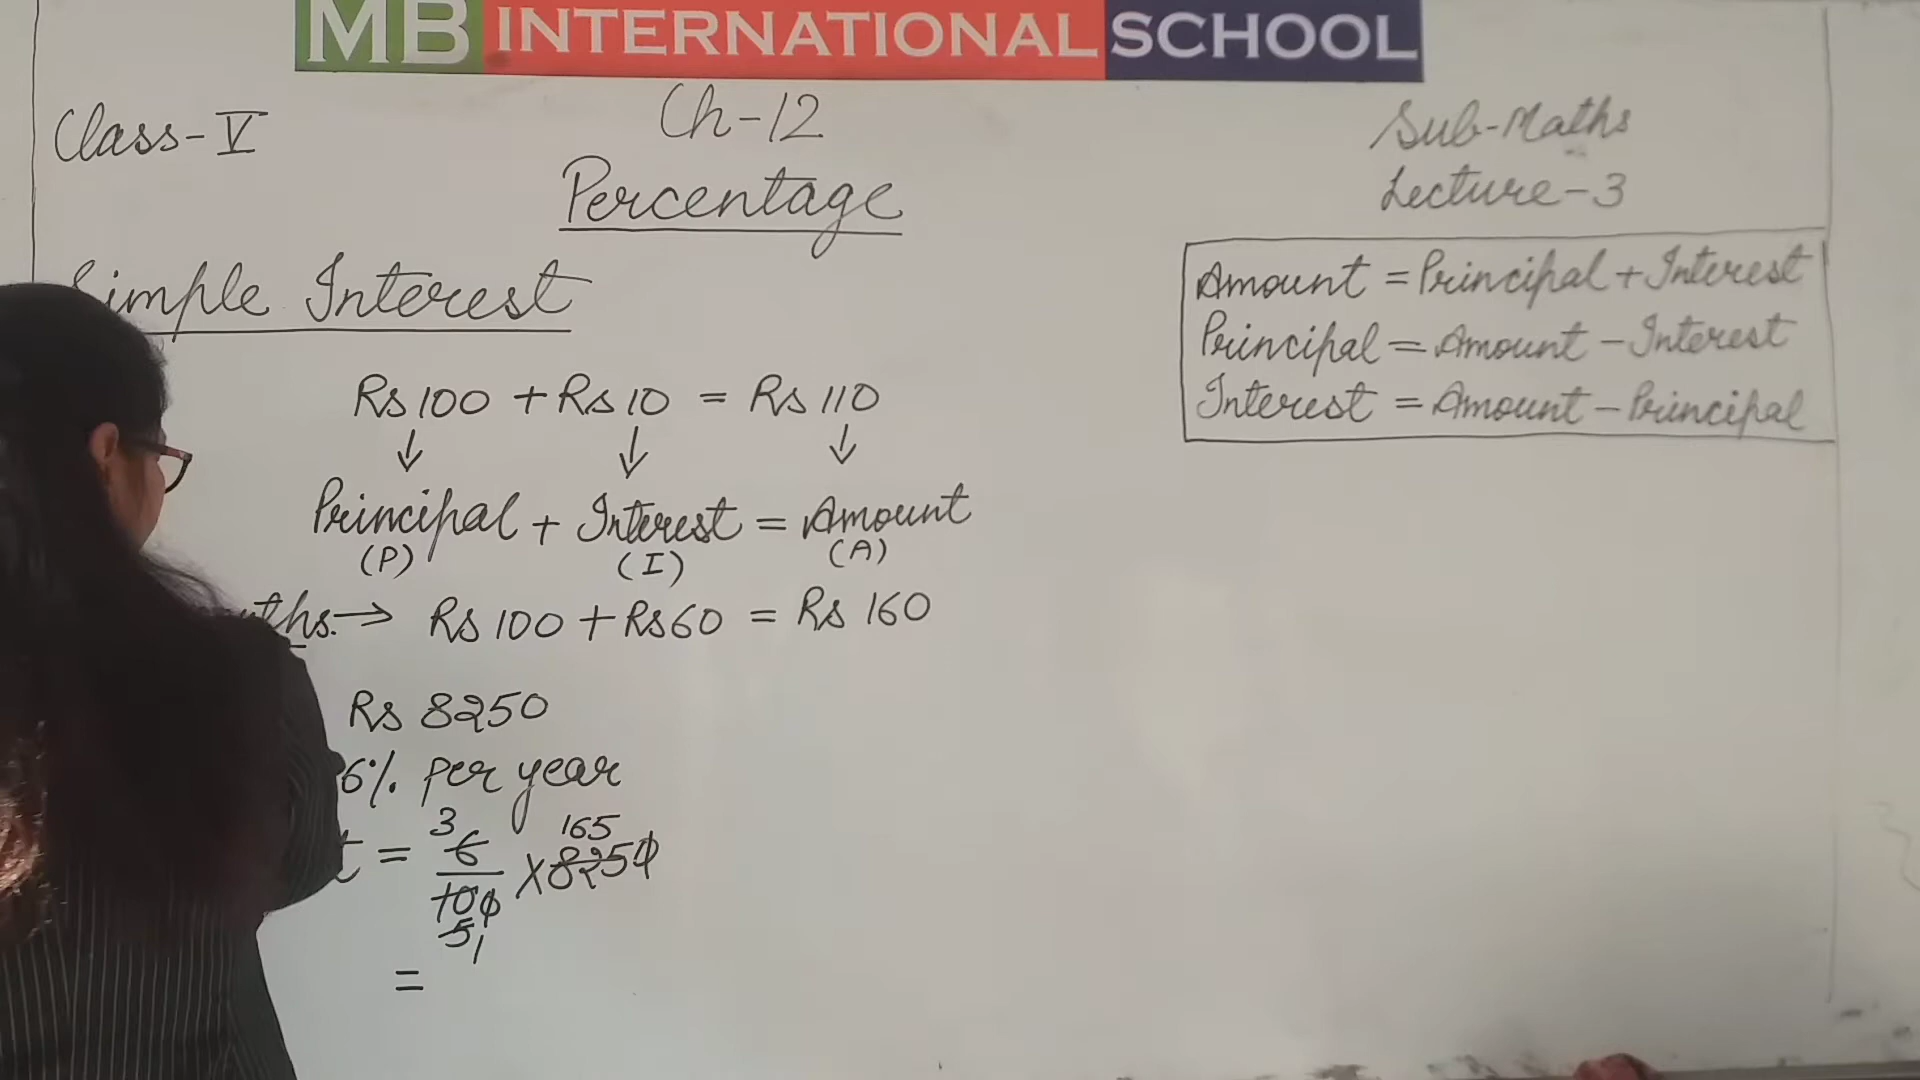 MB INTERNATIONAL SCHOOL
Class-V
Ch-12
Percentage
Sub-Maths
Lecture-3
Simple Interest
Amount = Principal + Interest
Principal = Amount - Interest
Interest = Amount - Principal
Rs 100 + Rs 10 = Rs 110
↓ ↓ ↓
Principal + Interest = Amount
(P) (I) (A)
→ Rs 100 + Rs 60 = Rs 160
Rs 8250
6% per year
3 165
= 6/100 × 8250
5 1
=